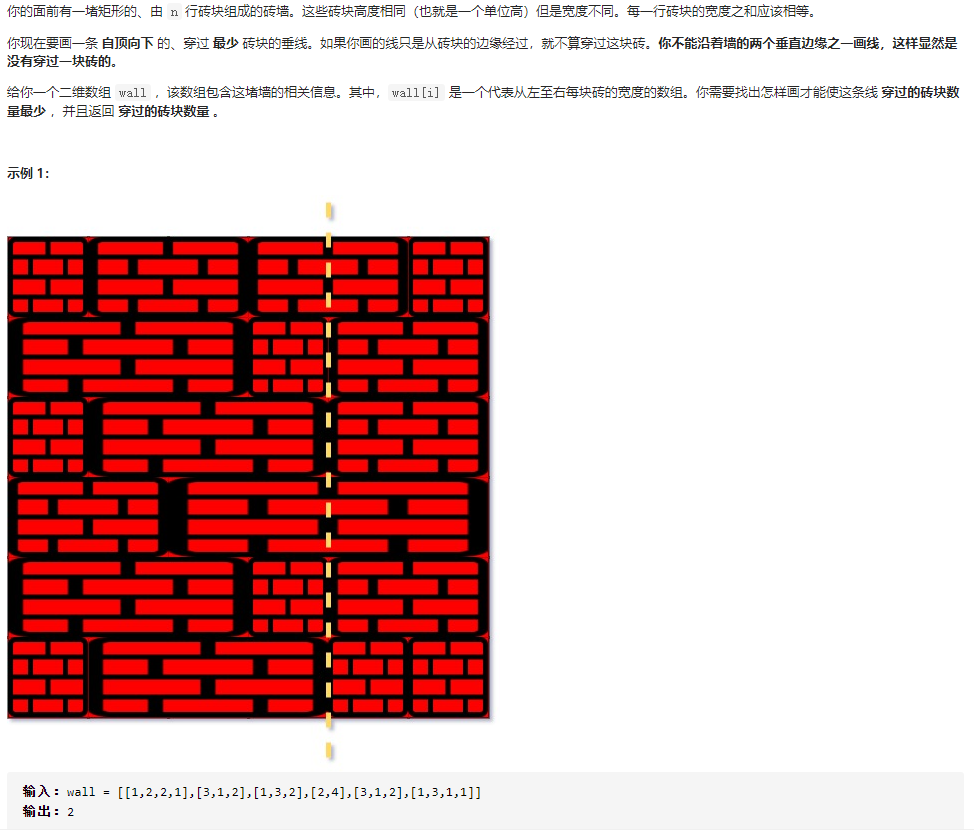 你的面前有一堵矩形的、由 n 行砖块组成的砖墙。这些砖块高度相同（也就是一个单位高）但是宽度不同。每一行砖块的宽度之和应该相等。
你现在要画一条 自顶向下 的、穿过 最少 砖块的垂线。如果你画的线只是从砖块的边缘经过，就不算穿过这块砖。你不能沿着墙的两个垂直边缘之一画线，这样显然是
没有穿过一块砖的。
给你一个二维数组 wall ，该数组包含这堵墙的相关信息。其中，wall[i] 是一个代表从左至右每块砖的宽度的数组。你需要找出怎样画才能使这条线 穿过的砖块数
量最少 ，并且返回 穿过的砖块数量 。
示例 1：
输入：wall = [[1,2,2,1],[3,1,2],[1,3,2],[2,4],[3,1,2],[1,3,1,1]]
输出：2